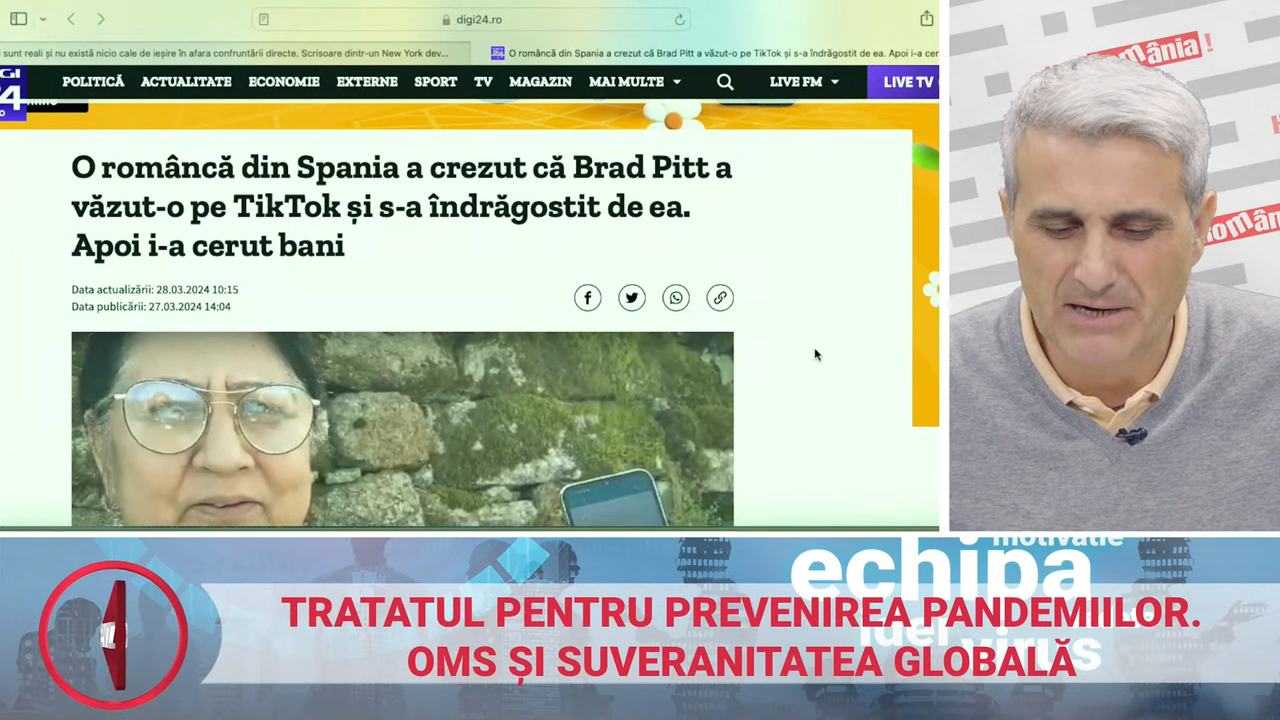 digi24.ro
sunt reali și nu există nicio cale de ieșire în afara confruntării directe. Scrisoare dintr-un New York dev...
O româncă din Spania a crezut că Brad Pitt a văzut-o pe TikTok și s-a îndrăgostit de ea. Apoi i-a cer
POLITICĂ ACTUALITATE ECONOMIE EXTERNE SPORT TV MAGAZIN MAI MULTE LIVE FM LIVE TV
O româncă din Spania a crezut că Brad Pitt a
văzut-o pe TikTok și s-a îndrăgostit de ea.
Apoi i-a cerut bani
Data actualizării: 28.03.2024 10:15
Data publicării: 27.03.2024 14:04
România!
motivatie
echipa
idei
virus
TRATATUL PENTRU PREVENIREA PANDEMIILOR.
OMS ȘI SUVERANITATEA GLOBALĂ